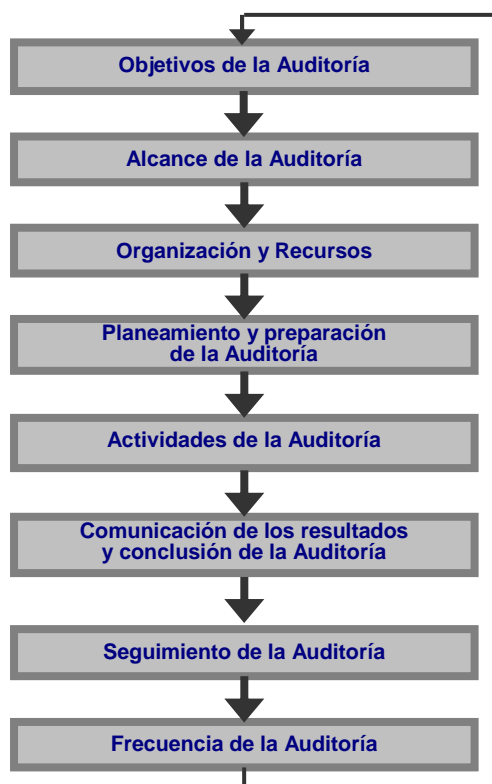 Objetivos de la Auditoría
Alcance de la Auditoría
Organización y Recursos
Planeamiento y preparación
de la Auditoría
Actividades de la Auditoría
Comunicación de los resultados
y conclusión de la Auditoría
Seguimiento de la Auditoría
Frecuencia de la Auditoría